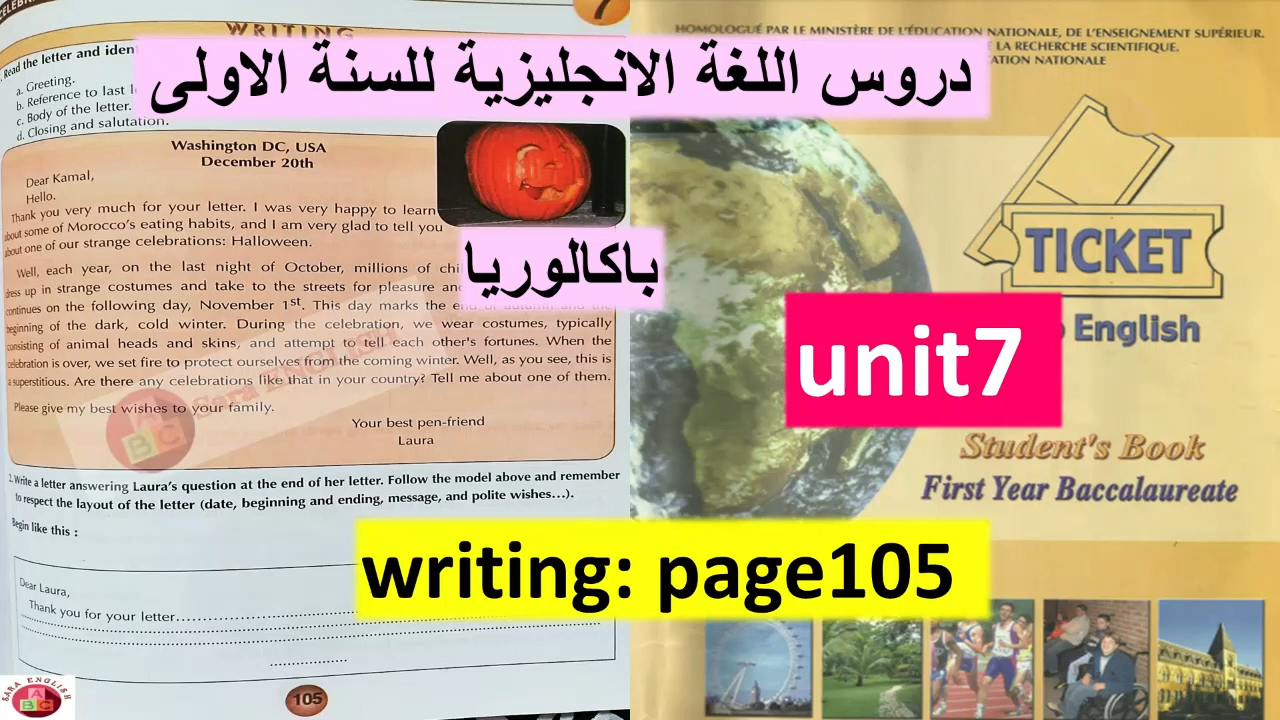 CELEBR
7
WRITING
Read the letter and iden
a. Greeting.
b. Reference to last l
c. Body of the letter.
d. Closing and salutation.
Washington DC, USA
December 20th
Dear Kamal,
Hello.
Thank you very much for your letter. I was very happy to learn
about some of Morocco's eating habits, and I am very glad to tell you
about one of our strange celebrations: Halloween.
Well, each year, on the last night of October, millions of chi
dress up in strange costumes and take to the streets for pleasure an
continues on the following day, November 1st. This day marks the end of autumn and the
beginning of the dark, cold winter. During the celebration, we wear costumes, typically
consisting of animal heads and skins, and attempt to tell each other's fortunes. When the
celebration is over, we set fire to protect ourselves from the coming winter. Well, as you see, this is
a superstitious. Are there any celebrations like that in your country? Tell me about one of them.
Please give my best wishes to your family.
Your best pen-friend
Laura
Sara ENGLISH
ABC
2. Write a letter answering Laura's question at the end of her letter. Follow the model above and remember
to respect the layout of the letter (date, beginning and ending, message, and polite wishes...).
Begin like this :
Dear Laura,
Thank you for your letter
105
SARA ENGLISH
ABC
دروس اللغة الانجليزية للسنة الاولى
باكالوريا
HOMOLOGUÉ PAR LE MINISTÈRE DE L'ÉDUCATION NATIONALE, DE L'ENSEIGNEMENT SUPÉRIEUR.
LA RECHERCHE SCIENTIFIQUE.
CATION NATIONALE
TICKET
English
unit7
Student's Book
First Year Baccalaureate
writing: page105